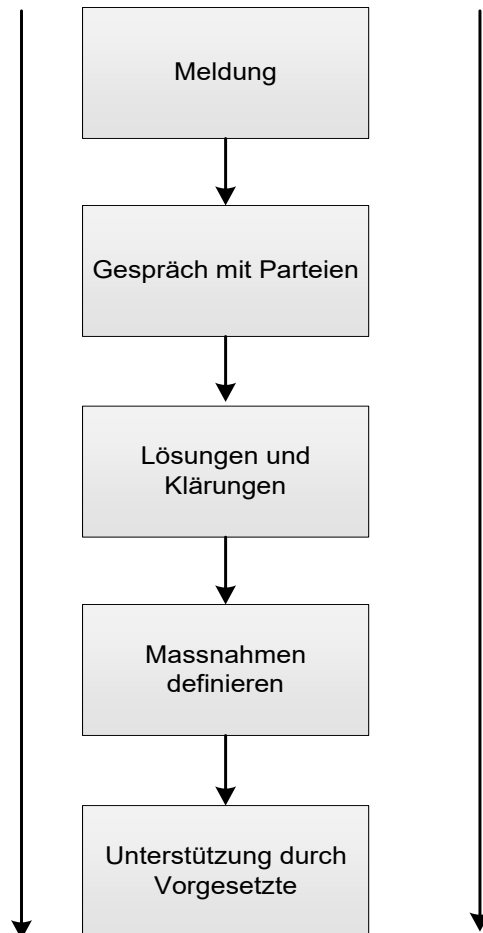 Meldung
Gespräch mit Parteien
Lösungen und
Klärungen
Massnahmen
definieren
Unterstützung durch
Vorgesetzte